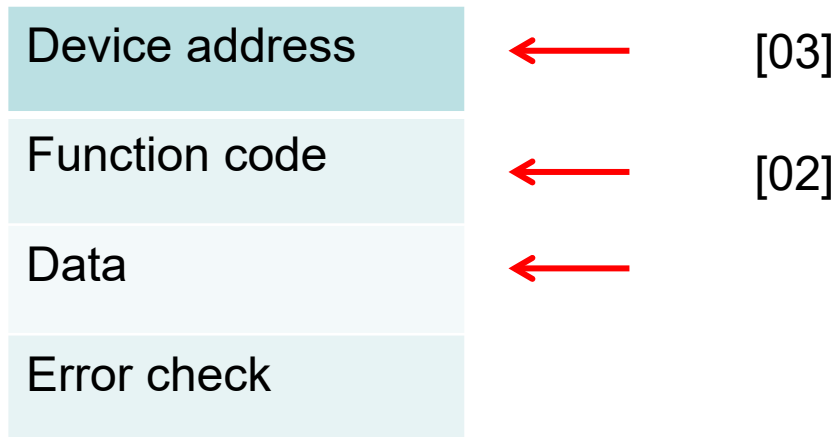 Device address [03]
Function code [02]
Data
Error check